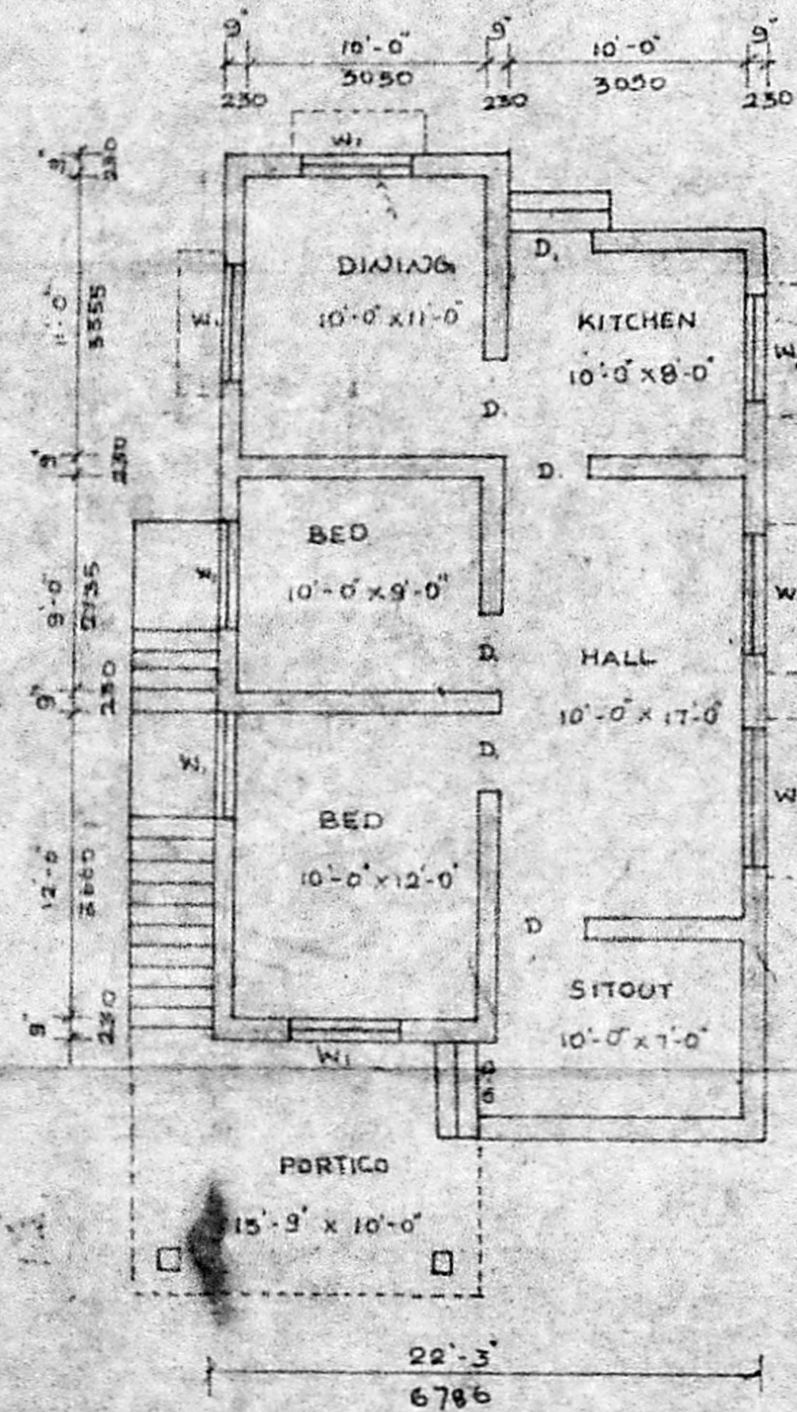 9" 10'-0" 9" 10'-0" 9"
230 3050 230 3050 230
9" 230
W1
DINING
10'-0" x 11'-0"
D1
KITCHEN
10'-0" x 8'-0"
W1
W1
11'-0" 3355
D.
D.
9" 230
BED
10'-0" x 9'-0"
9'-0" 2735
D.
HALL
10'-0" x 17'-0"
W
W
9" 230
W1
D.
BED
10'-0" x 12'-0"
12'-0"
D
SITOUT
10'-0" x 7'-0"
9" 230
W1
PORTICO
15'-9" x 10'-0"
22'-3"
6786